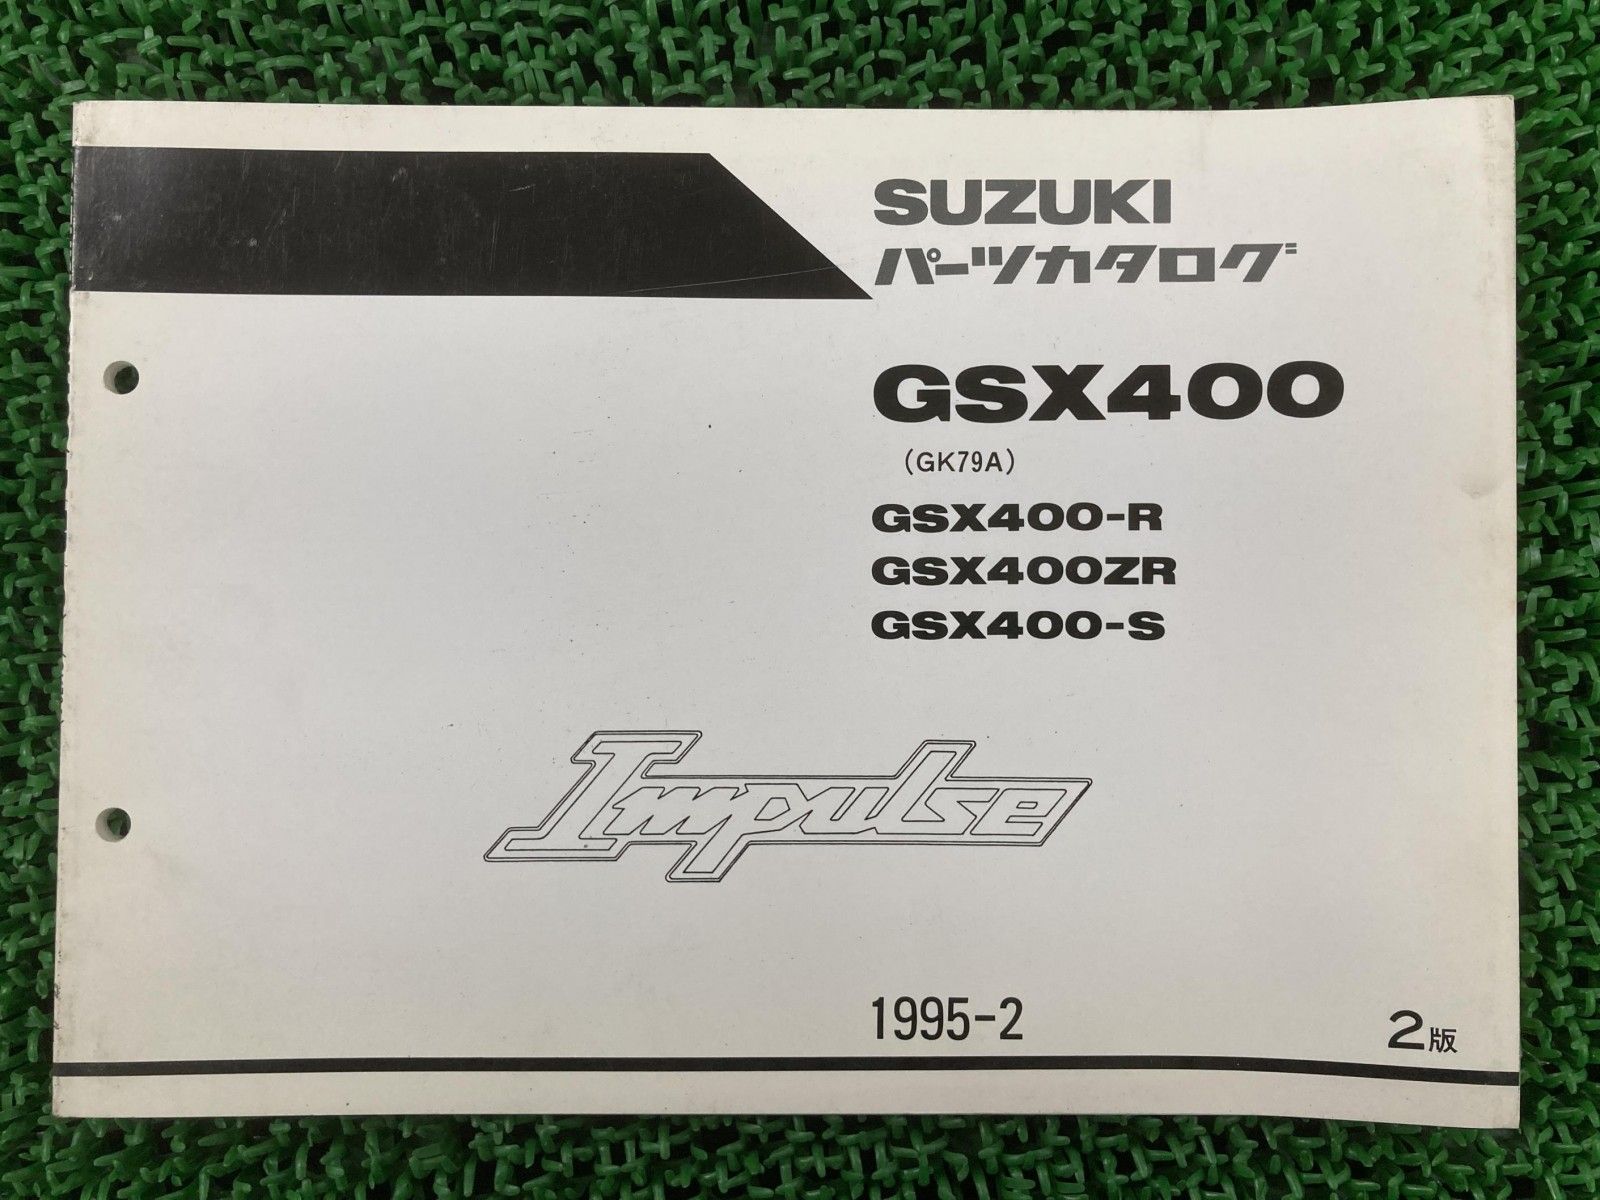 SUZUKI
パーツカタログ
GSX400
(GK79A)
GSX400-R
GSX400ZR
GSX400-S
Impulse
1995-2
2版